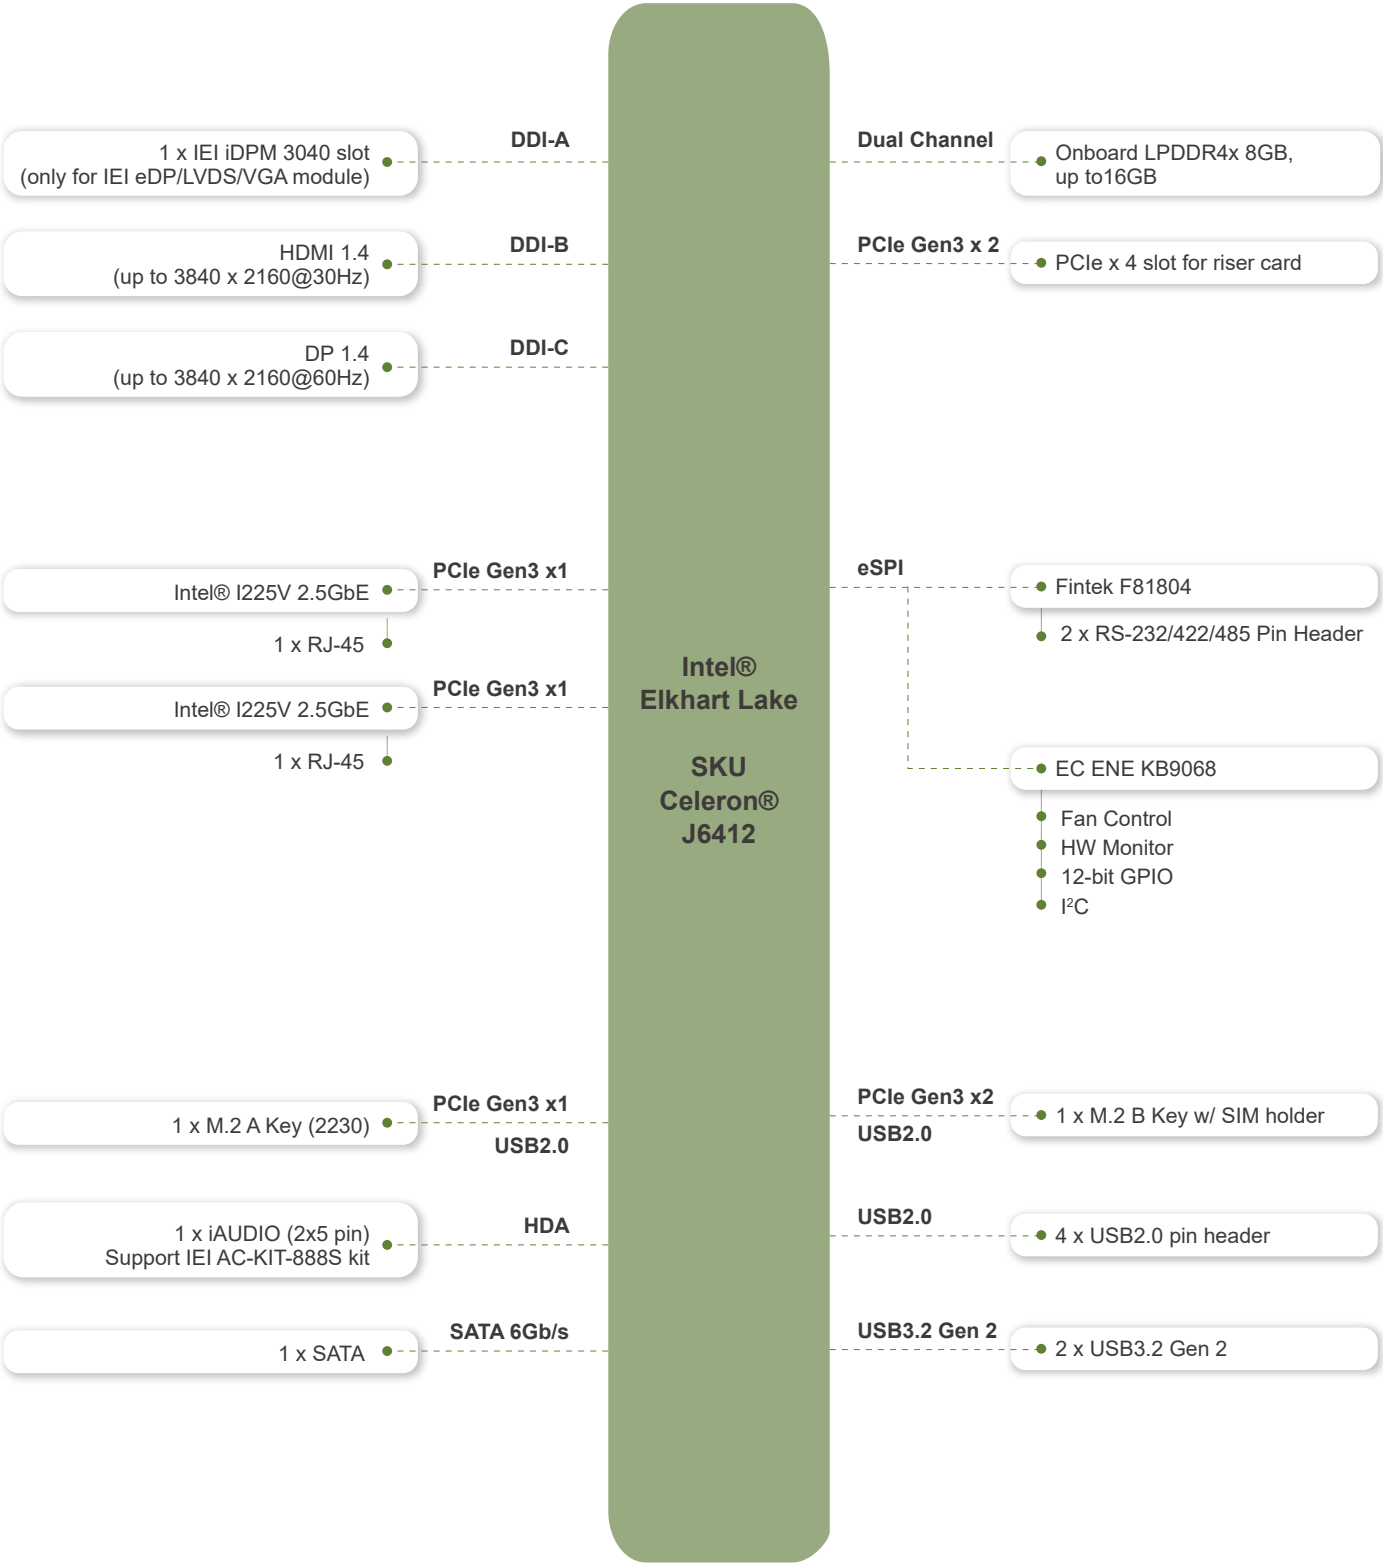 DDI-A
1 x IEI iDPM 3040 slot
(only for IEI eDP/LVDS/VGA module)
DDI-B
HDMI 1.4
(up to 3840 x 2160@30Hz)
DDI-C
DP 1.4
(up to 3840 x 2160@60Hz)
PCIe Gen3 x1
Intel® I225V 2.5GbE
1 x RJ-45
PCIe Gen3 x1
Intel® I225V 2.5GbE
1 x RJ-45
PCIe Gen3 x1
1 x M.2 A Key (2230)
USB2.0
HDA
1 x iAUDIO (2x5 pin)
Support IEI AC-KIT-888S kit
SATA 6Gb/s
1 x SATA
Intel®
Elkhart Lake
SKU
Celeron®
J6412
Dual Channel
Onboard LPDDR4x 8GB,
up to16GB
PCIe Gen3 x 2
PCIe x 4 slot for riser card
eSPI
Fintek F81804
2 x RS-232/422/485 Pin Header
EC ENE KB9068
Fan Control
HW Monitor
12-bit GPIO
I²C
PCIe Gen3 x2
1 x M.2 B Key w/ SIM holder
USB2.0
USB2.0
4 x USB2.0 pin header
USB3.2 Gen 2
2 x USB3.2 Gen 2